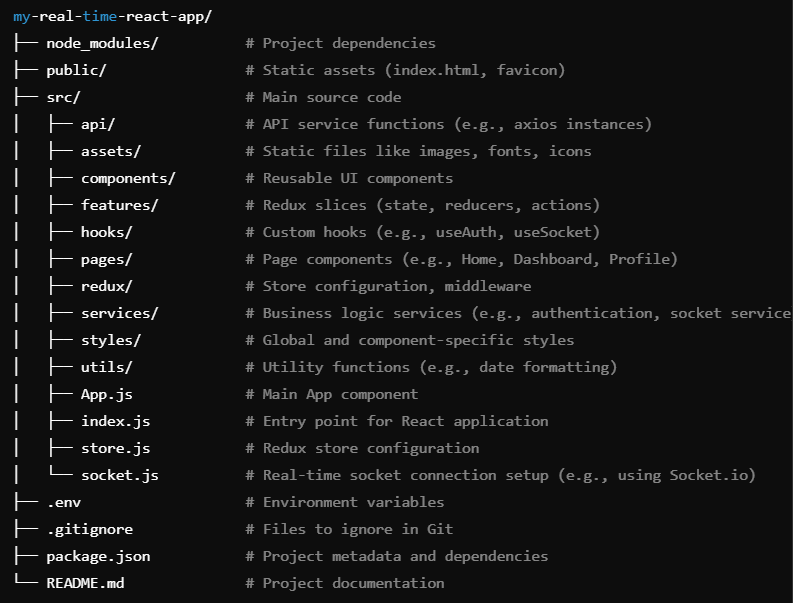 my-real-time-react-app/
├── node_modules/          # Project dependencies
├── public/                # Static assets (index.html, favicon)
├── src/                   # Main source code
│   ├── api/               # API service functions (e.g., axios instances)
│   ├── assets/            # Static files like images, fonts, icons
│   ├── components/        # Reusable UI components
│   ├── features/          # Redux slices (state, reducers, actions)
│   ├── hooks/             # Custom hooks (e.g., useAuth, useSocket)
│   ├── pages/             # Page components (e.g., Home, Dashboard, Profile)
│   ├── redux/             # Store configuration, middleware
│   ├── services/          # Business logic services (e.g., authentication, socket service
│   ├── styles/            # Global and component-specific styles
│   ├── utils/             # Utility functions (e.g., date formatting)
│   ├── App.js             # Main App component
│   ├── index.js           # Entry point for React application
│   ├── store.js           # Redux store configuration
│   └── socket.js          # Real-time socket connection setup (e.g., using Socket.io)
├── .env                   # Environment variables
├── .gitignore             # Files to ignore in Git
├── package.json           # Project metadata and dependencies
└── README.md              # Project documentation